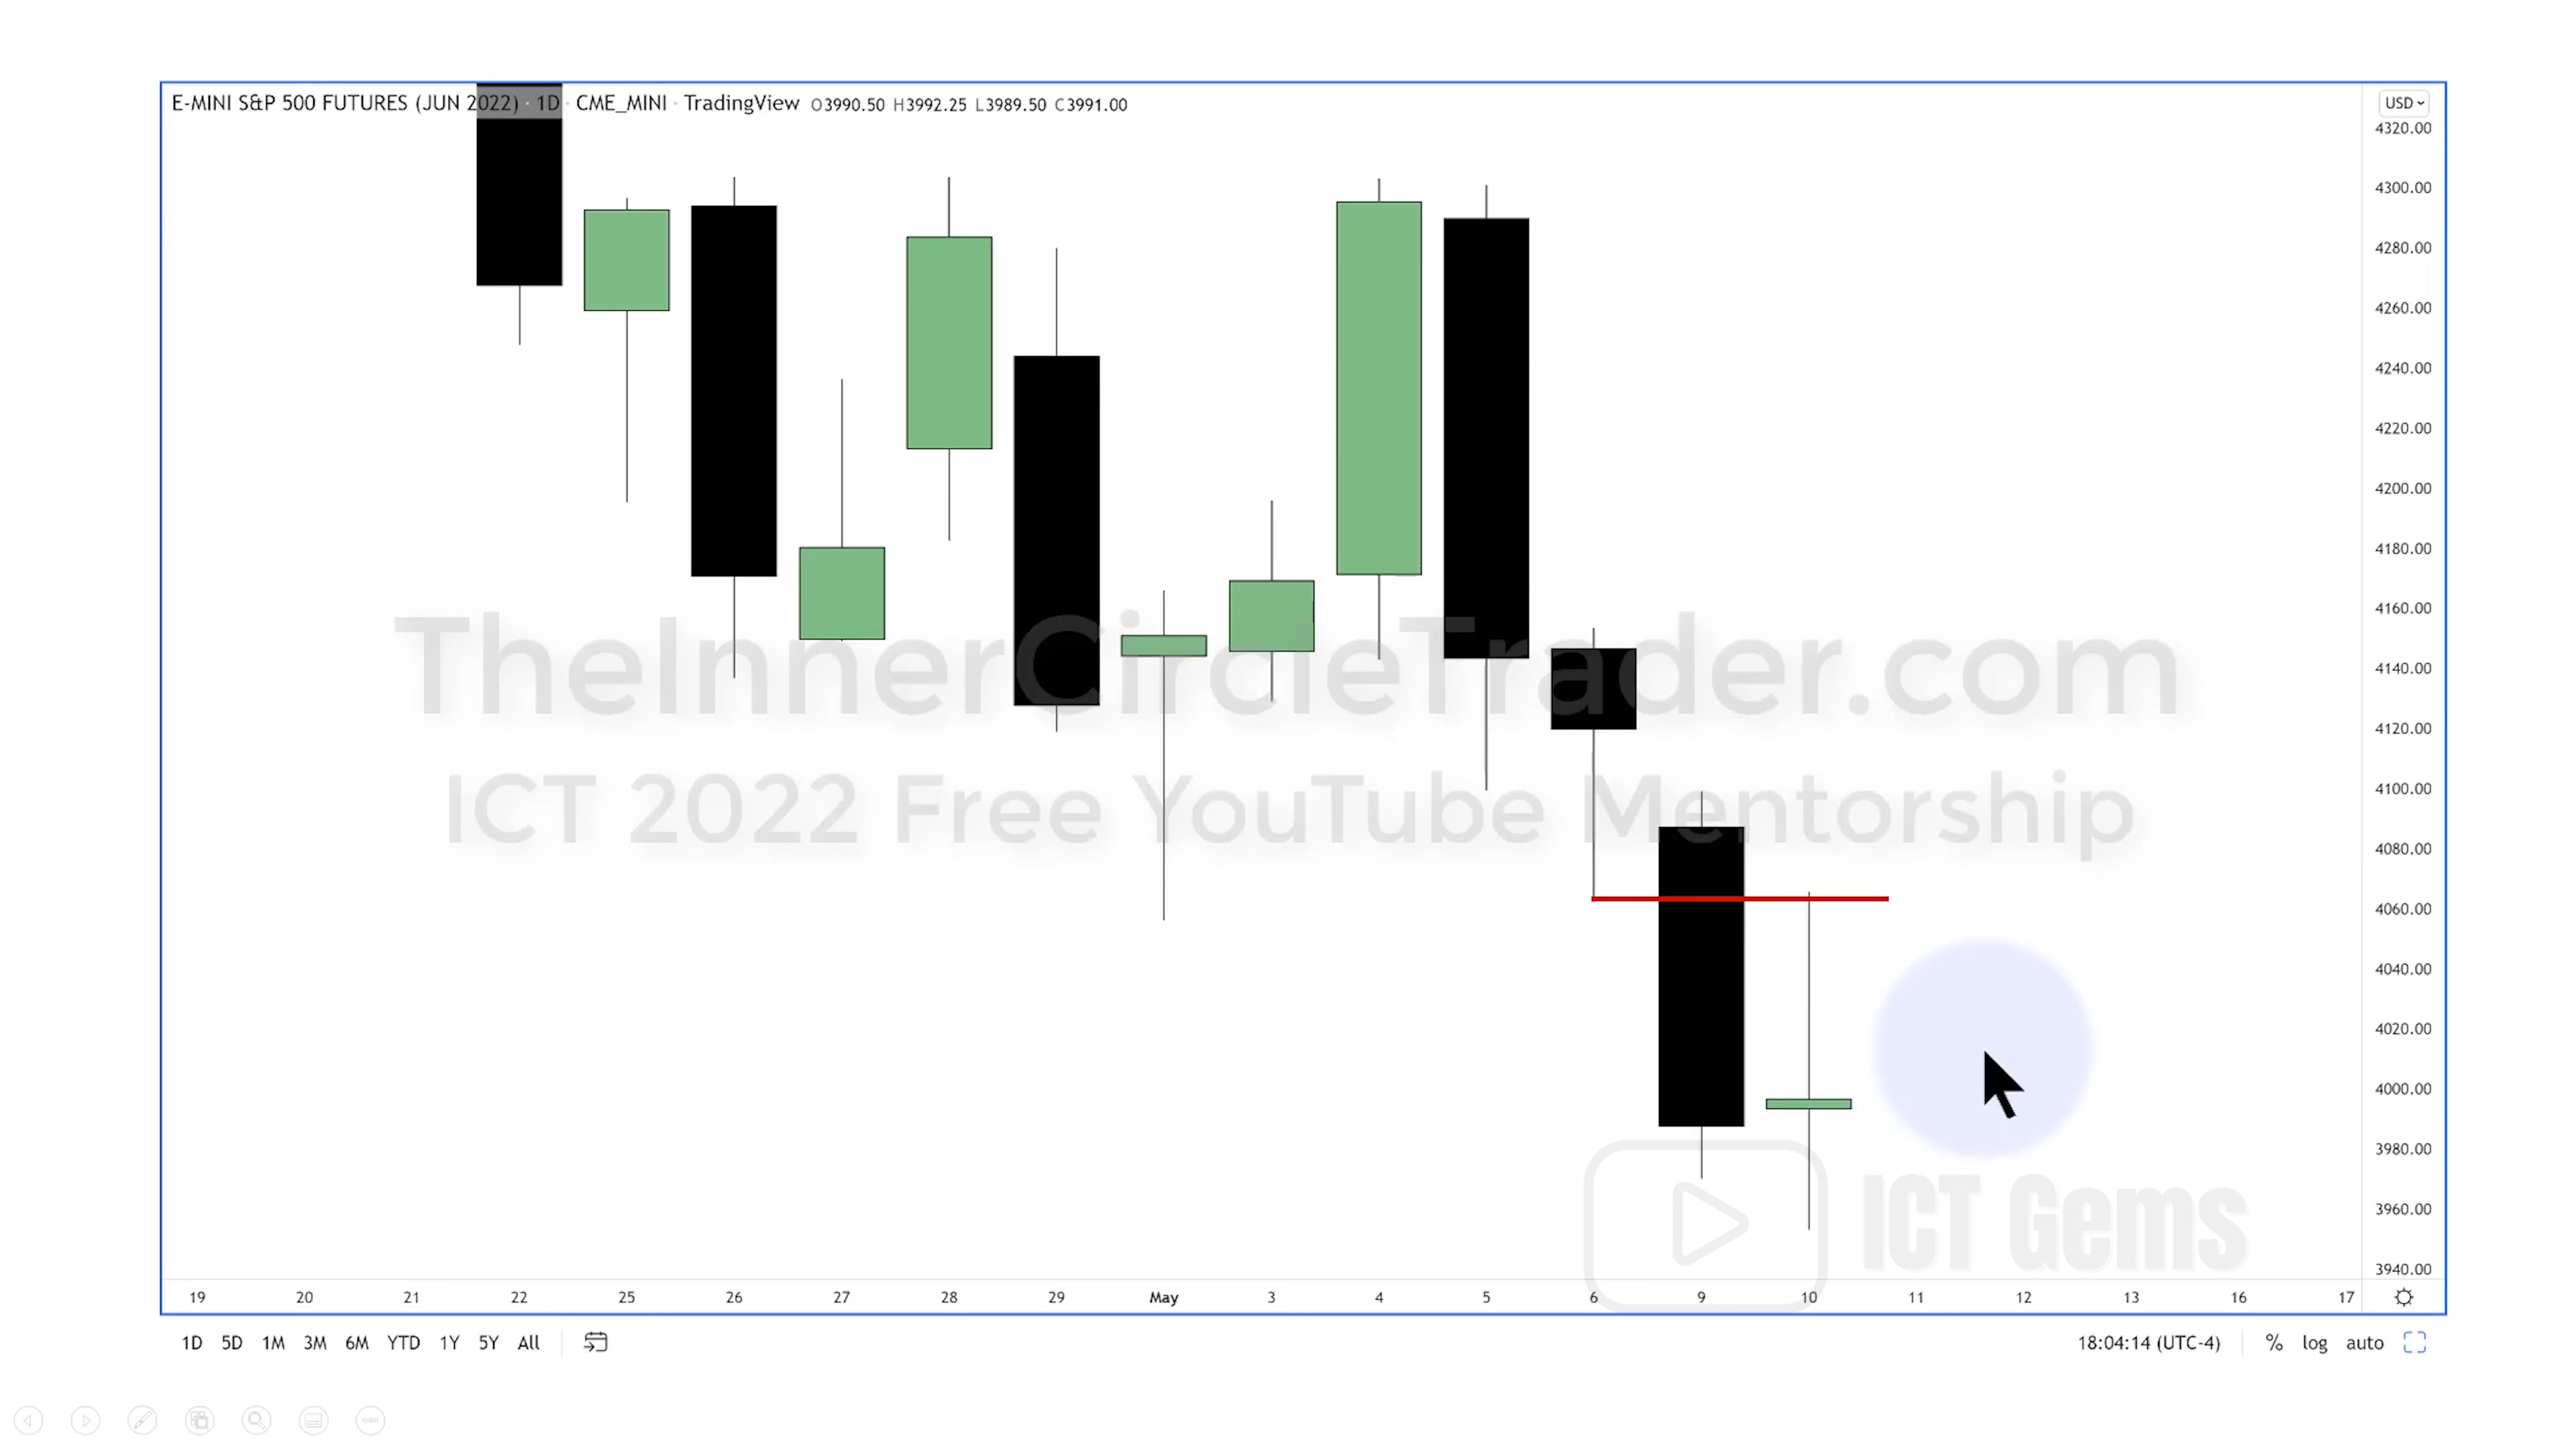 E-MINI S&P 500 FUTURES (JUN 2022) · 1D · CME_MINI · TradingView O3990.50 H3992.25 L3989.50 C3991.00
USD
4320.00
4300.00
4280.00
4260.00
4240.00
4220.00
4200.00
4180.00
4160.00
4140.00
4120.00
4100.00
4080.00
4060.00
4040.00
4020.00
4000.00
3980.00
3960.00
3940.00
TheInnerCircleTrader.com
ICT 2022 Free YouTube Mentorship
ICT Gems
19 20 21 22 25 26 27 28 29 May 3 4 5 6 9 10 11 12 13 16 17
1D 5D 1M 3M 6M YTD 1Y 5Y All 18:04:14 (UTC-4) % log auto